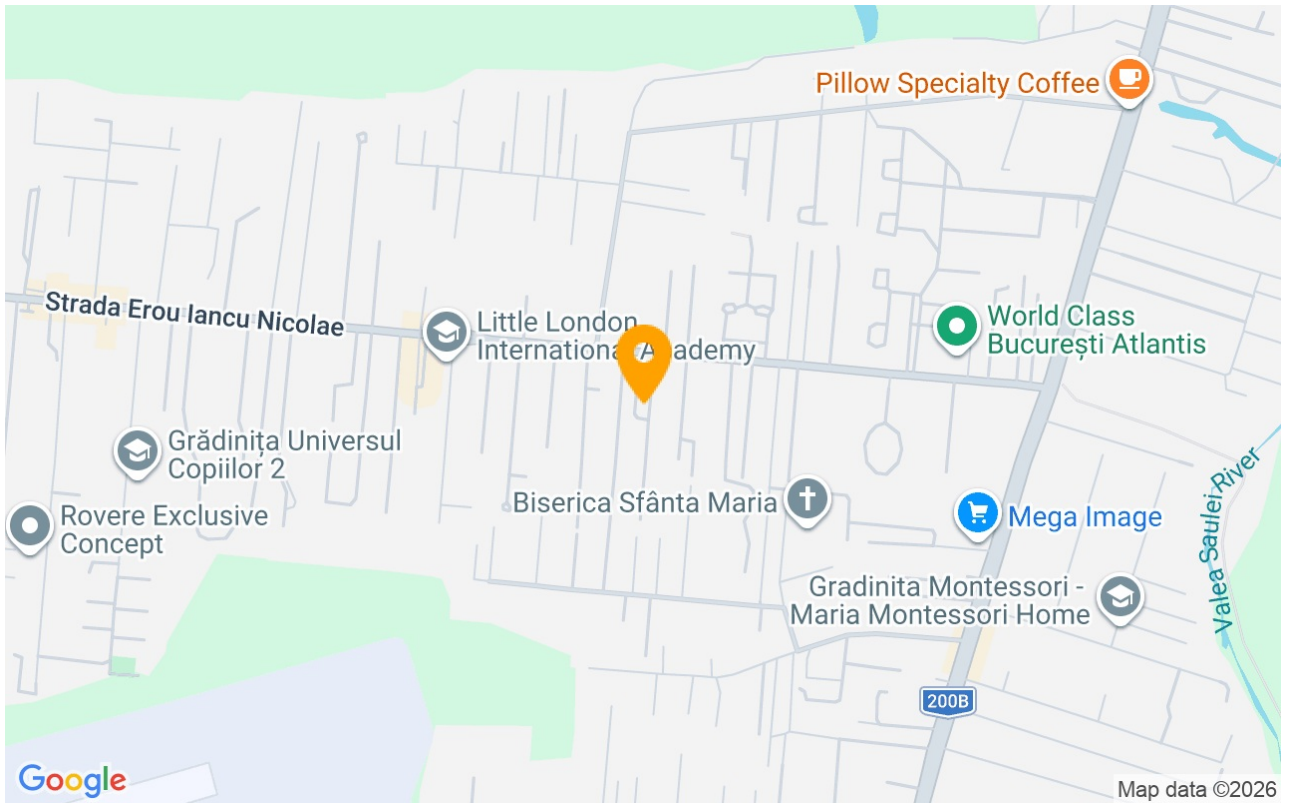 Pillow Specialty Coffee
Strada Erou Iancu Nicolae
Little London
International Academy
World Class
București Atlantis
Grădinița Universul
Copiilor 2
Biserica Sfânta Maria
Rovere Exclusive
Concept
Mega Image
Valea Saulei River
Gradinita Montessori -
Maria Montessori Home
200B
Google
Map data ©2026